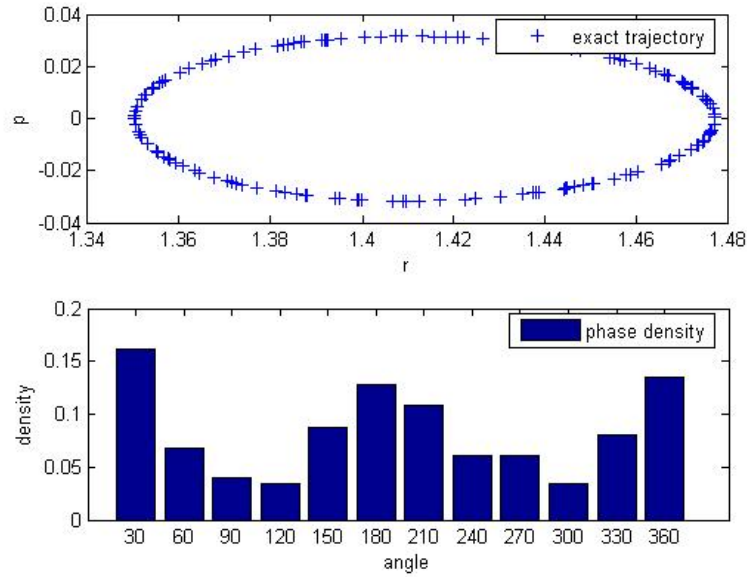 0.04
exact trajectory
0.02
p
0
-0.02
-0.04
1.34 1.36 1.38 1.4 1.42 1.44 1.46 1.48
r
0.2
phase density
0.15
density
0.1
0.05
0
30 60 90 120 150 180 210 240 270 300 330 360
angle